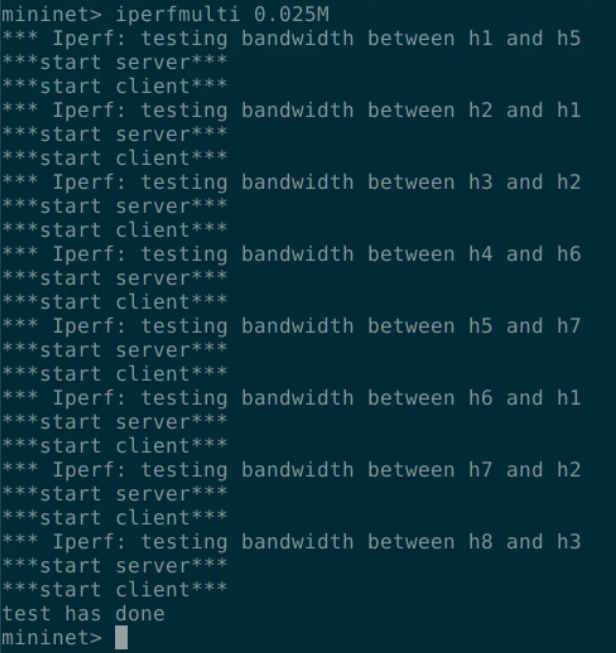 mininet> iperfmulti 0.025M
*** Iperf: testing bandwidth between h1 and h5
***start server***
***start client***
*** Iperf: testing bandwidth between h2 and h1
***start server***
***start client***
*** Iperf: testing bandwidth between h3 and h2
***start server***
***start client***
*** Iperf: testing bandwidth between h4 and h6
***start server***
***start client***
*** Iperf: testing bandwidth between h5 and h7
***start server***
***start client***
*** Iperf: testing bandwidth between h6 and h1
***start server***
***start client***
*** Iperf: testing bandwidth between h7 and h2
***start server***
***start client***
*** Iperf: testing bandwidth between h8 and h3
***start server***
***start client***
test has done
mininet>